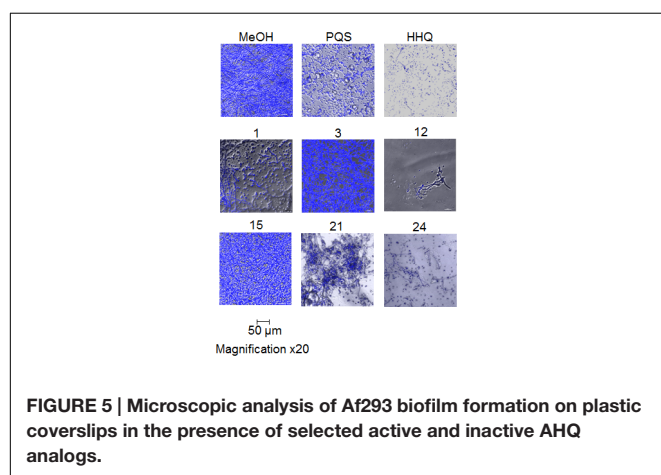 MeOH PQS HHQ
1 3 12
15 21 24
50 µm
Magnification x20
FIGURE 5 | Microscopic analysis of Af293 biofilm formation on plastic
coverslips in the presence of selected active and inactive AHQ
analogs.